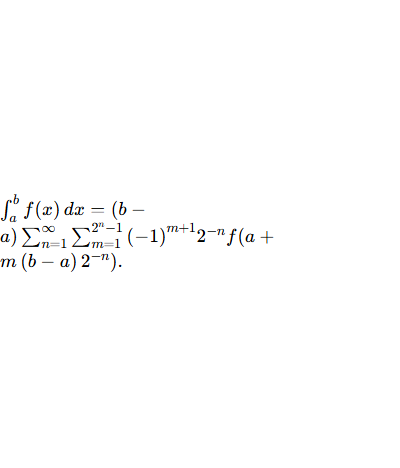 ∫_a^b f(x) dx = (b −
a) ∑_{n=1}^∞ ∑_{m=1}^{2^n−1} (−1)^{m+1} 2^{−n} f(a +
m (b − a) 2^{−n}).